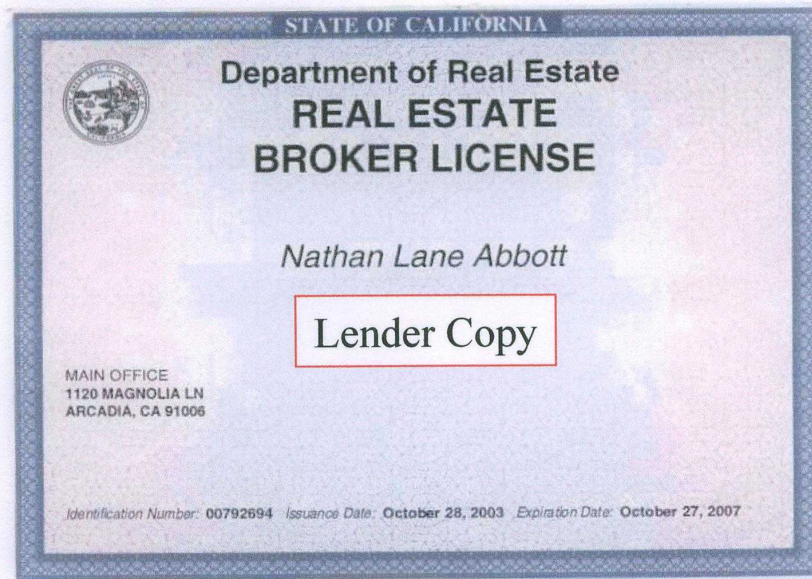 STATE OF CALIFORNIA
Department of Real Estate
REAL ESTATE
BROKER LICENSE
Nathan Lane Abbott
Lender Copy
MAIN OFFICE
1120 MAGNOLIA LN
ARCADIA, CA 91006
Identification Number: 00792694 Issuance Date: October 28, 2003 Expiration Date: October 27, 2007